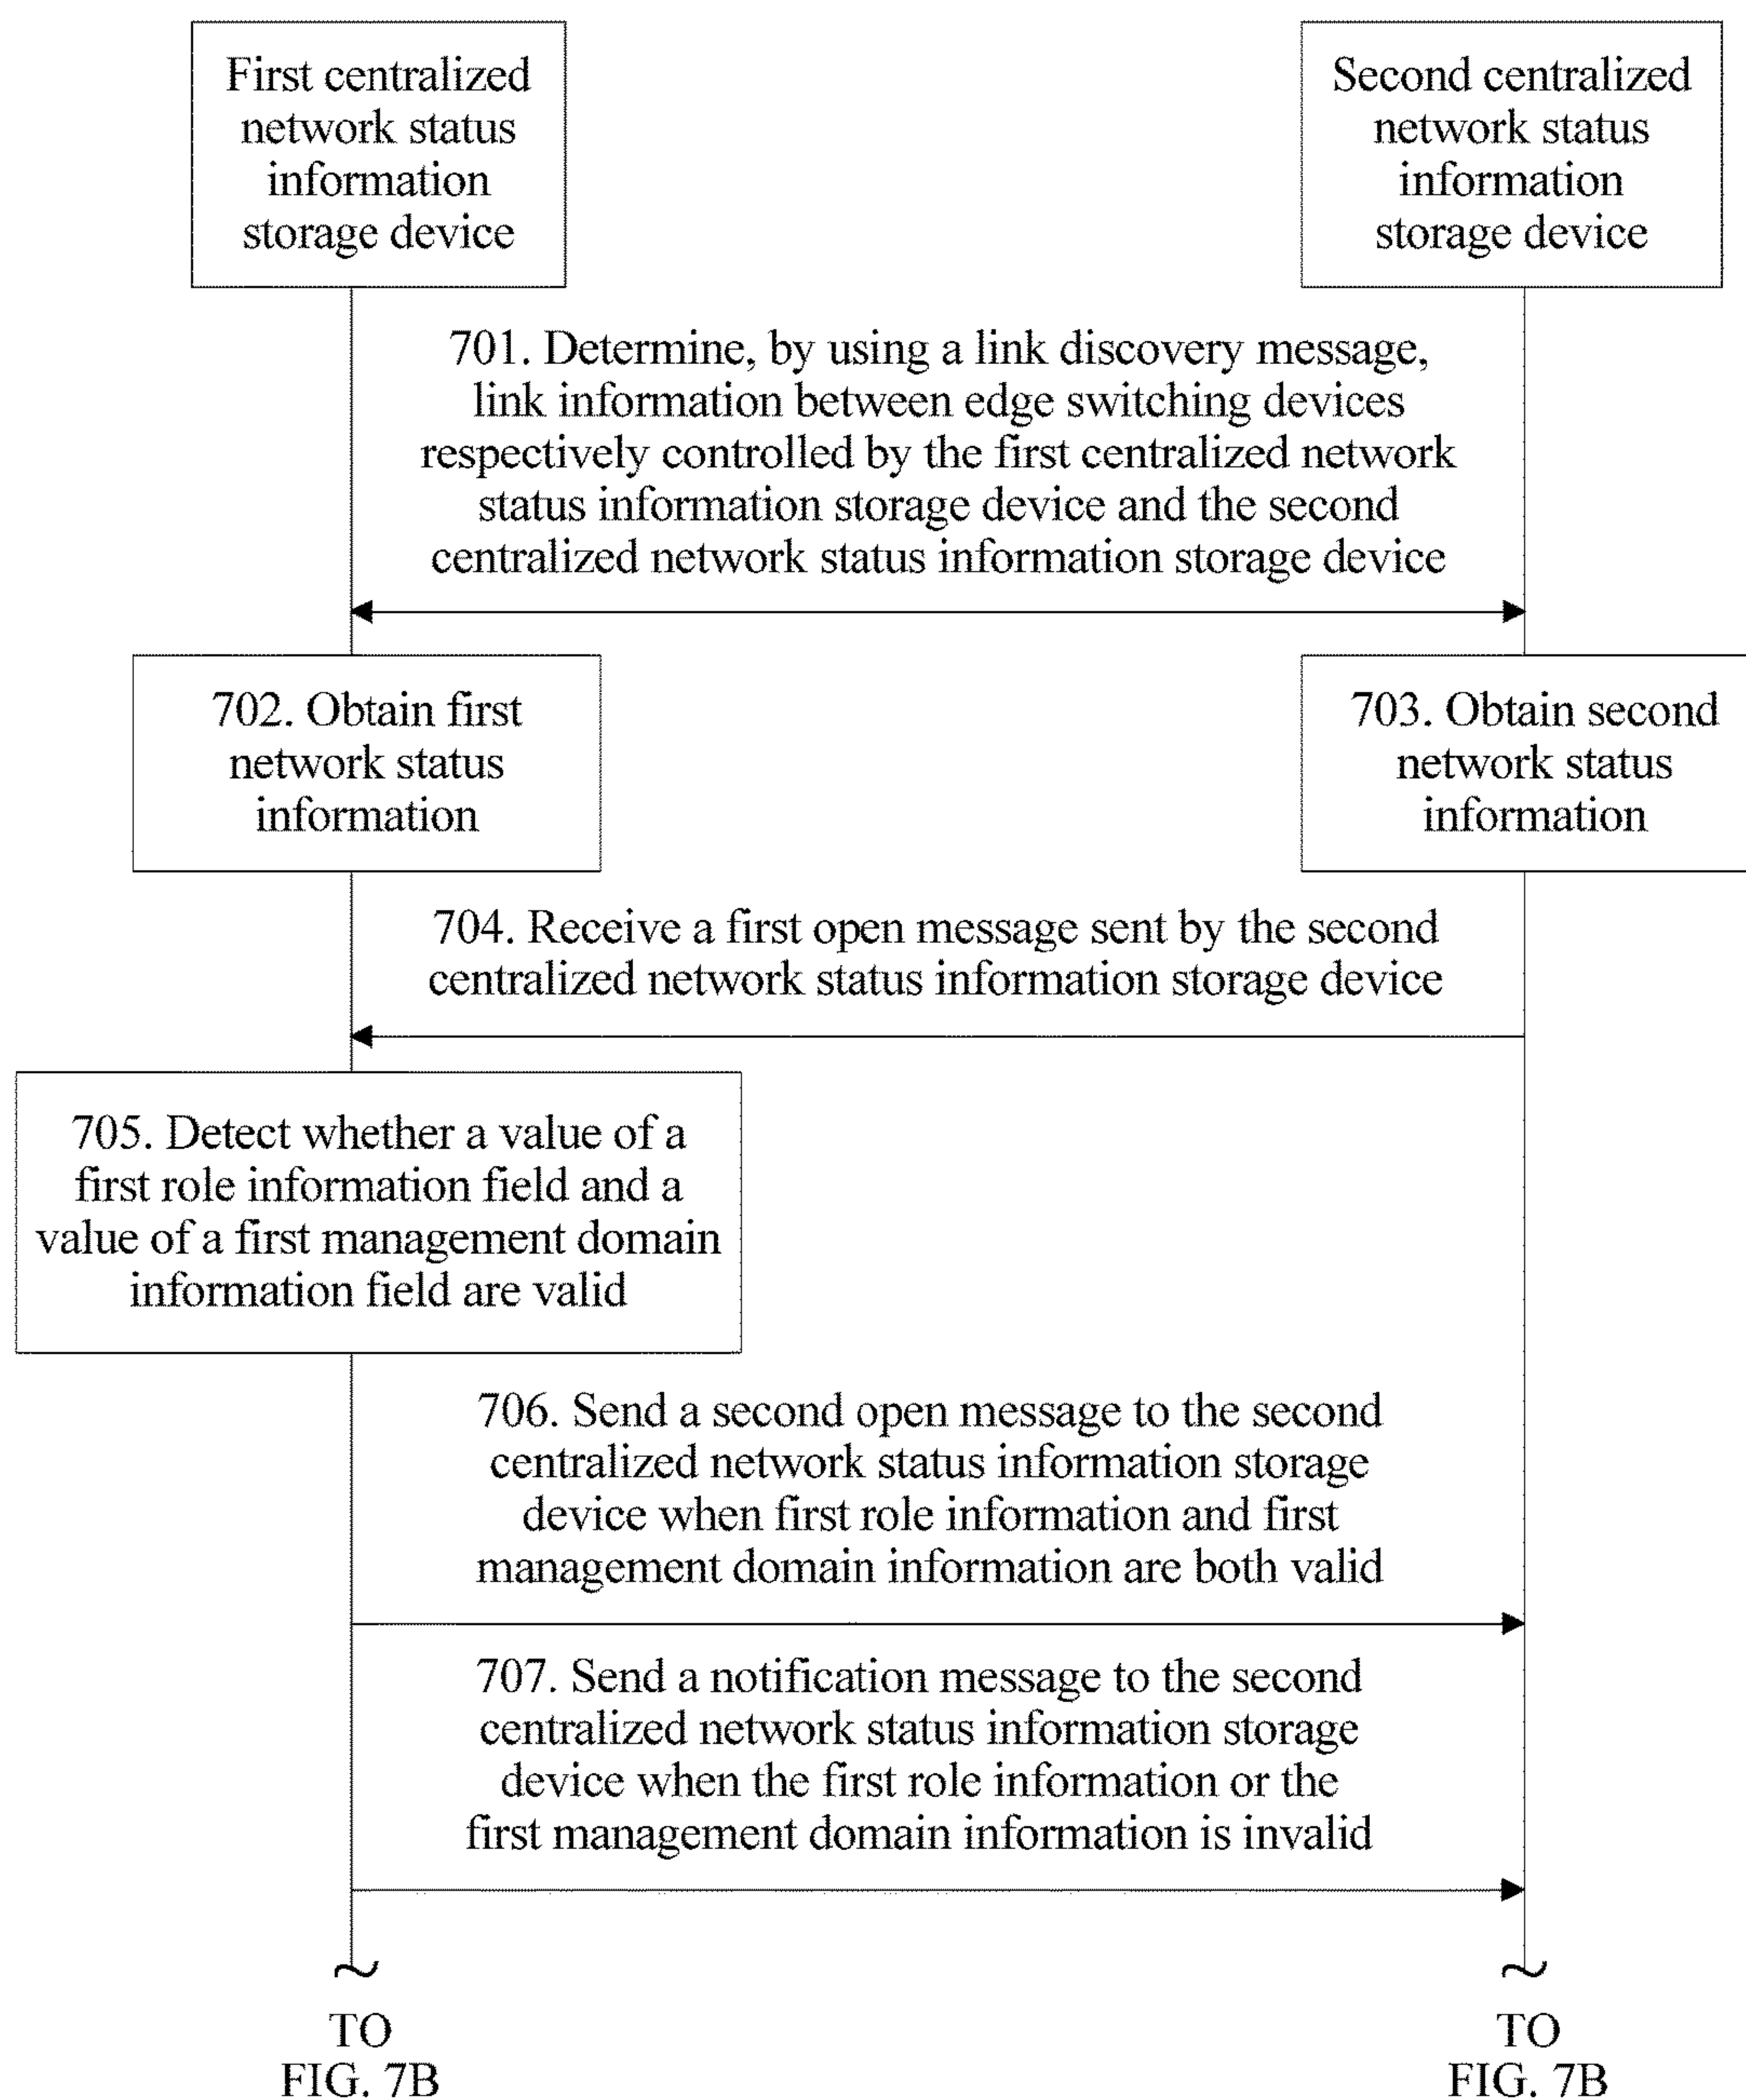 First centralized
network status
information
storage device
Second centralized
network status
information
storage device
701. Determine, by using a link discovery message,
link information between edge switching devices
respectively controlled by the first centralized network
status information storage device and the second
centralized network status information storage device
702. Obtain first
network status
information
703. Obtain second
network status
information
704. Receive a first open message sent by the second
centralized network status information storage device
705. Detect whether a value of a
first role information field and a
value of a first management domain
information field are valid
706. Send a second open message to the second
centralized network status information storage
device when first role information and first
management domain information are both valid
707. Send a notification message to the second
centralized network status information storage
device when the first role information or the
first management domain information is invalid
TO
FIG. 7B
TO
FIG. 7B